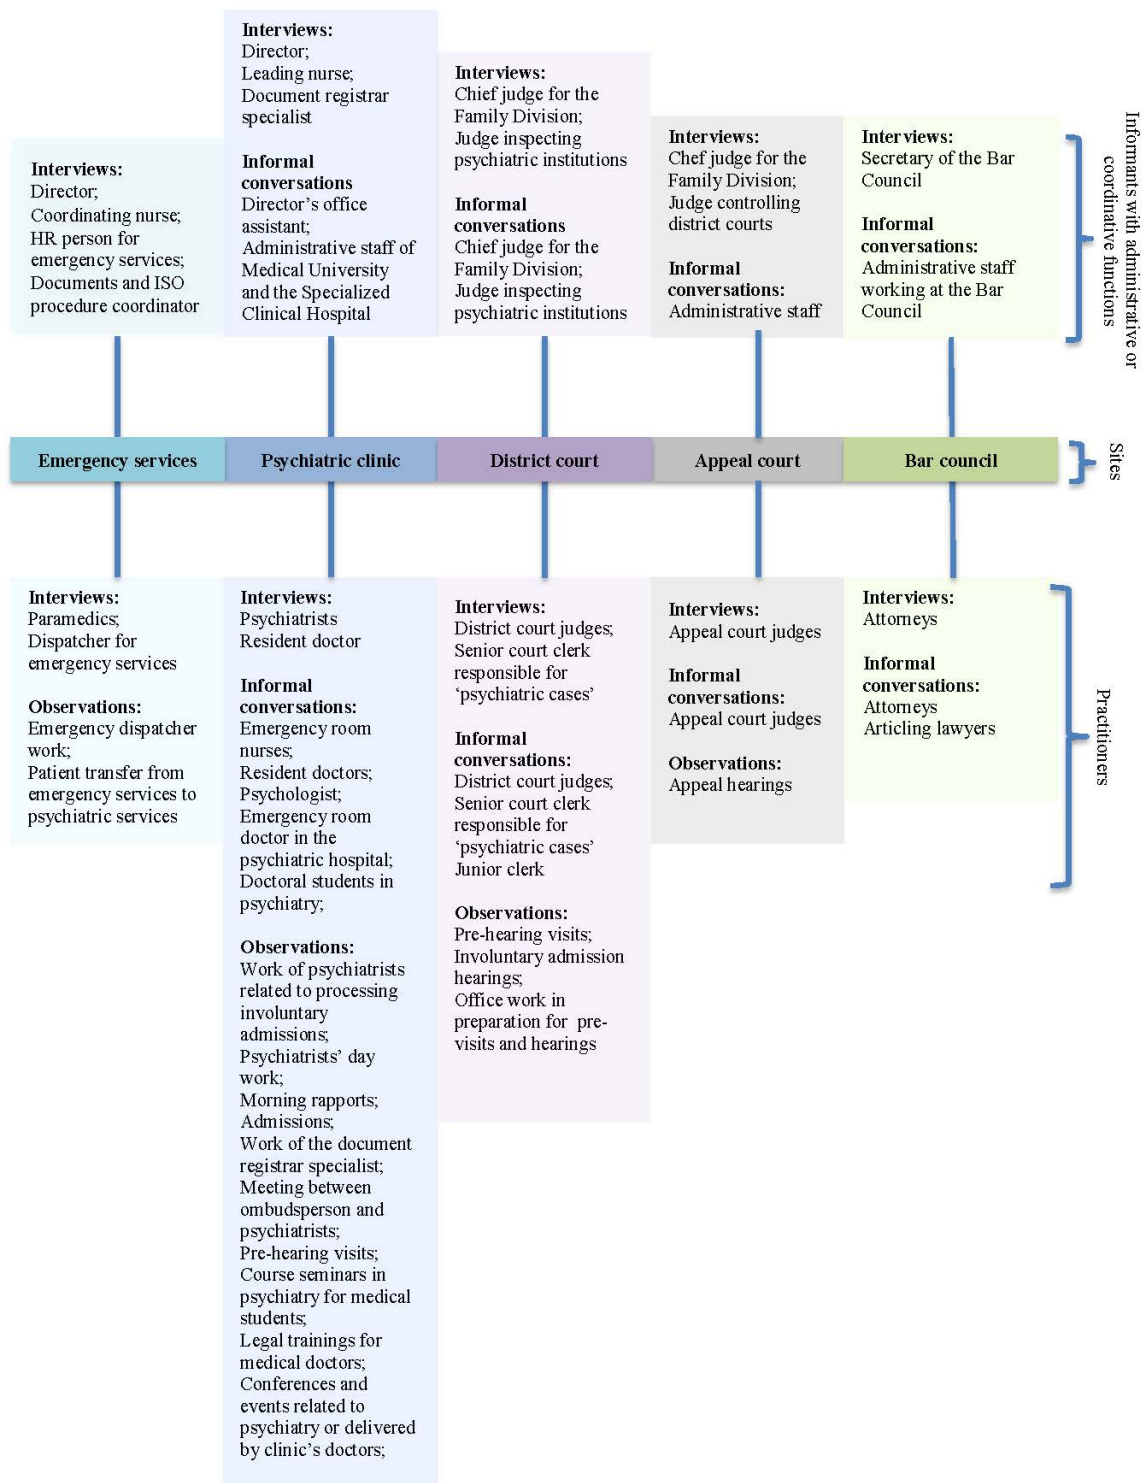 Interviews:
Director;
Coordinating nurse;
HR person for
emergency services;
Documents and ISO
procedure coordinator
Interviews:
Director;
Leading nurse;
Document registrar
specialist
Informal
conversations
Director’s office
assistant;
Administrative staff of
Medical University
and the Specialized
Clinical Hospital
Interviews:
Chief judge for the
Family Division;
Judge inspecting
psychiatric institutions
Informal
conversations
Chief judge for the
Family Division;
Judge inspecting
psychiatric institutions
Interviews:
Chef judge for the
Family Division;
Judge controlling
district courts
Informal
conversations:
Administrative staff
Interviews:
Secretary of the Bar
Council
Informal
conversations:
Administrative staff
working at the Bar
Council
Informants with administrative or
coordinative functions
Emergency services
Psychiatric clinic
District court
Appeal court
Bar council
Sites
Interviews:
Paramedics;
Dispatcher for
emergency services
Observations:
Emergency dispatcher
work;
Patient transfer from
emergency services to
psychiatric services
Interviews:
Psychiatrists
Resident doctor
Informal
conversations:
Emergency room
nurses;
Resident doctors;
Psychologist;
Emergency room
doctor in the
psychiatric hospital;
Doctoral students in
psychiatry;
Observations:
Work of psychiatrists
related to processing
involuntary
admissions;
Psychiatrists’ day
work;
Morning rapports;
Admissions;
Work of the document
registrar specialist;
Meeting between
ombudsperson and
psychiatrists;
Pre-hearing visits;
Course seminars in
psychiatry for medical
students;
Legal trainings for
medical doctors;
Conferences and
events related to
psychiatry or delivered
by clinic’s doctors;
Interviews:
District court judges;
Senior court clerk
responsible for
‘psychiatric cases’
Informal
conversations:
District court judges;
Senior court clerk
responsible for
‘psychiatric cases’
Junior clerk
Observations:
Pre-hearing visits;
Involuntary admission
hearings;
Office work in
preparation for pre-
visits and hearings
Interviews:
Appeal court judges
Informal
conversations:
Appeal court judges
Observations:
Appeal hearings
Interviews:
Attorneys
Informal
conversations:
Attorneys
Articling lawyers
Practitioners